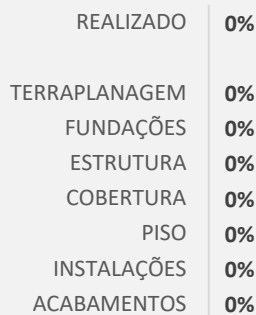 REALIZADO 0%
TERRAPLANAGEM 0%
FUNDAÇÕES 0%
ESTRUTURA 0%
COBERTURA 0%
PISO 0%
INSTALAÇÕES 0%
ACABAMENTOS 0%